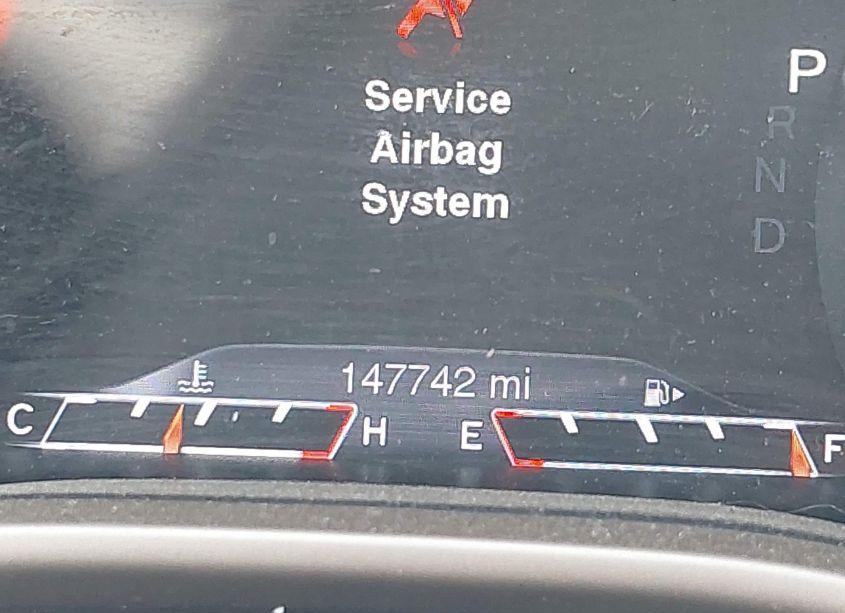 Service
Airbag
System
P
R
N
D
147742 mi
C H E F